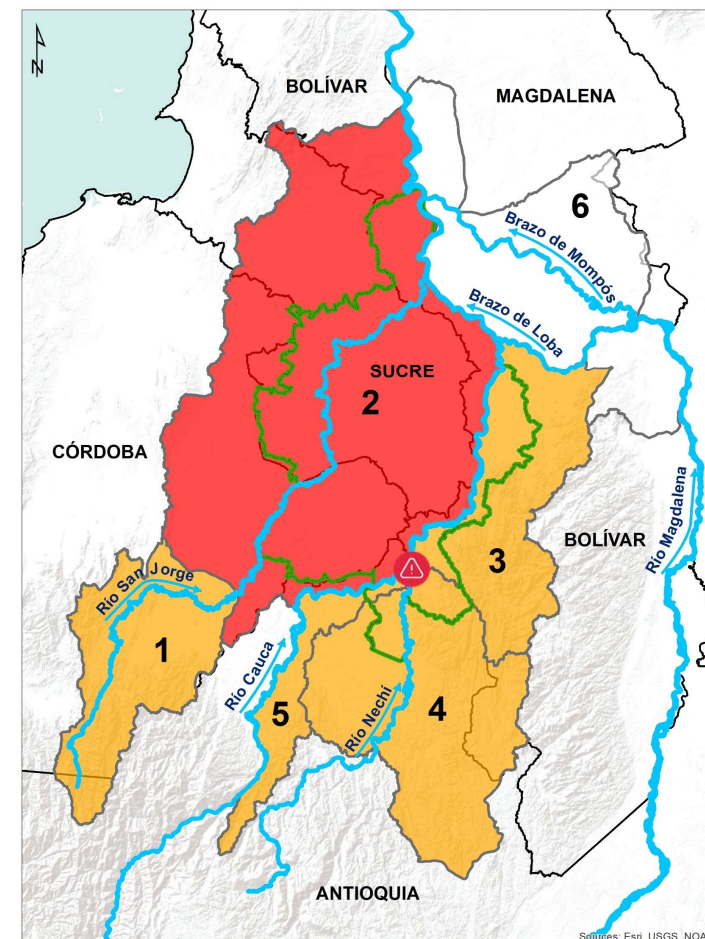 N
BOLÍVAR
MAGDALENA
6
Brazo de Mompós
Brazo de Loba
SUCRE
2
CÓRDOBA
Río Magdalena
BOLÍVAR
3
Río San Jorge
1
Río Cauca
5
Río Nechí
4
ANTIOQUIA
Sources: Esri, USGS, NOA